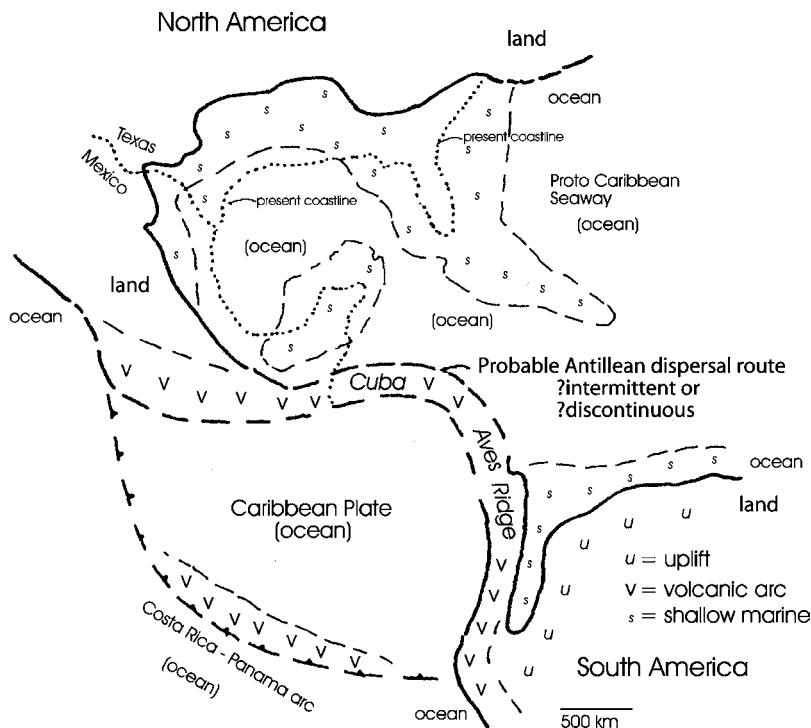 North America
land
ocean
Texas
Mexico
present coastline
present coastline
Proto Caribbean
Seaway
(ocean)
(ocean)
land
ocean
(ocean)
Probable Antillean dispersal route
?intermittent or
?discontinuous
Cuba
Aves
Ridge
ocean
land
Caribbean Plate
(ocean)
u = uplift
v = volcanic arc
s = shallow marine
Costa Rica - Panama arc
(ocean)
South America
ocean
500 km
s s s s s s s s s s s s s s s s s s s s s s
v v v v v v v v v v v v v v v v v v v v v
u u u u u u